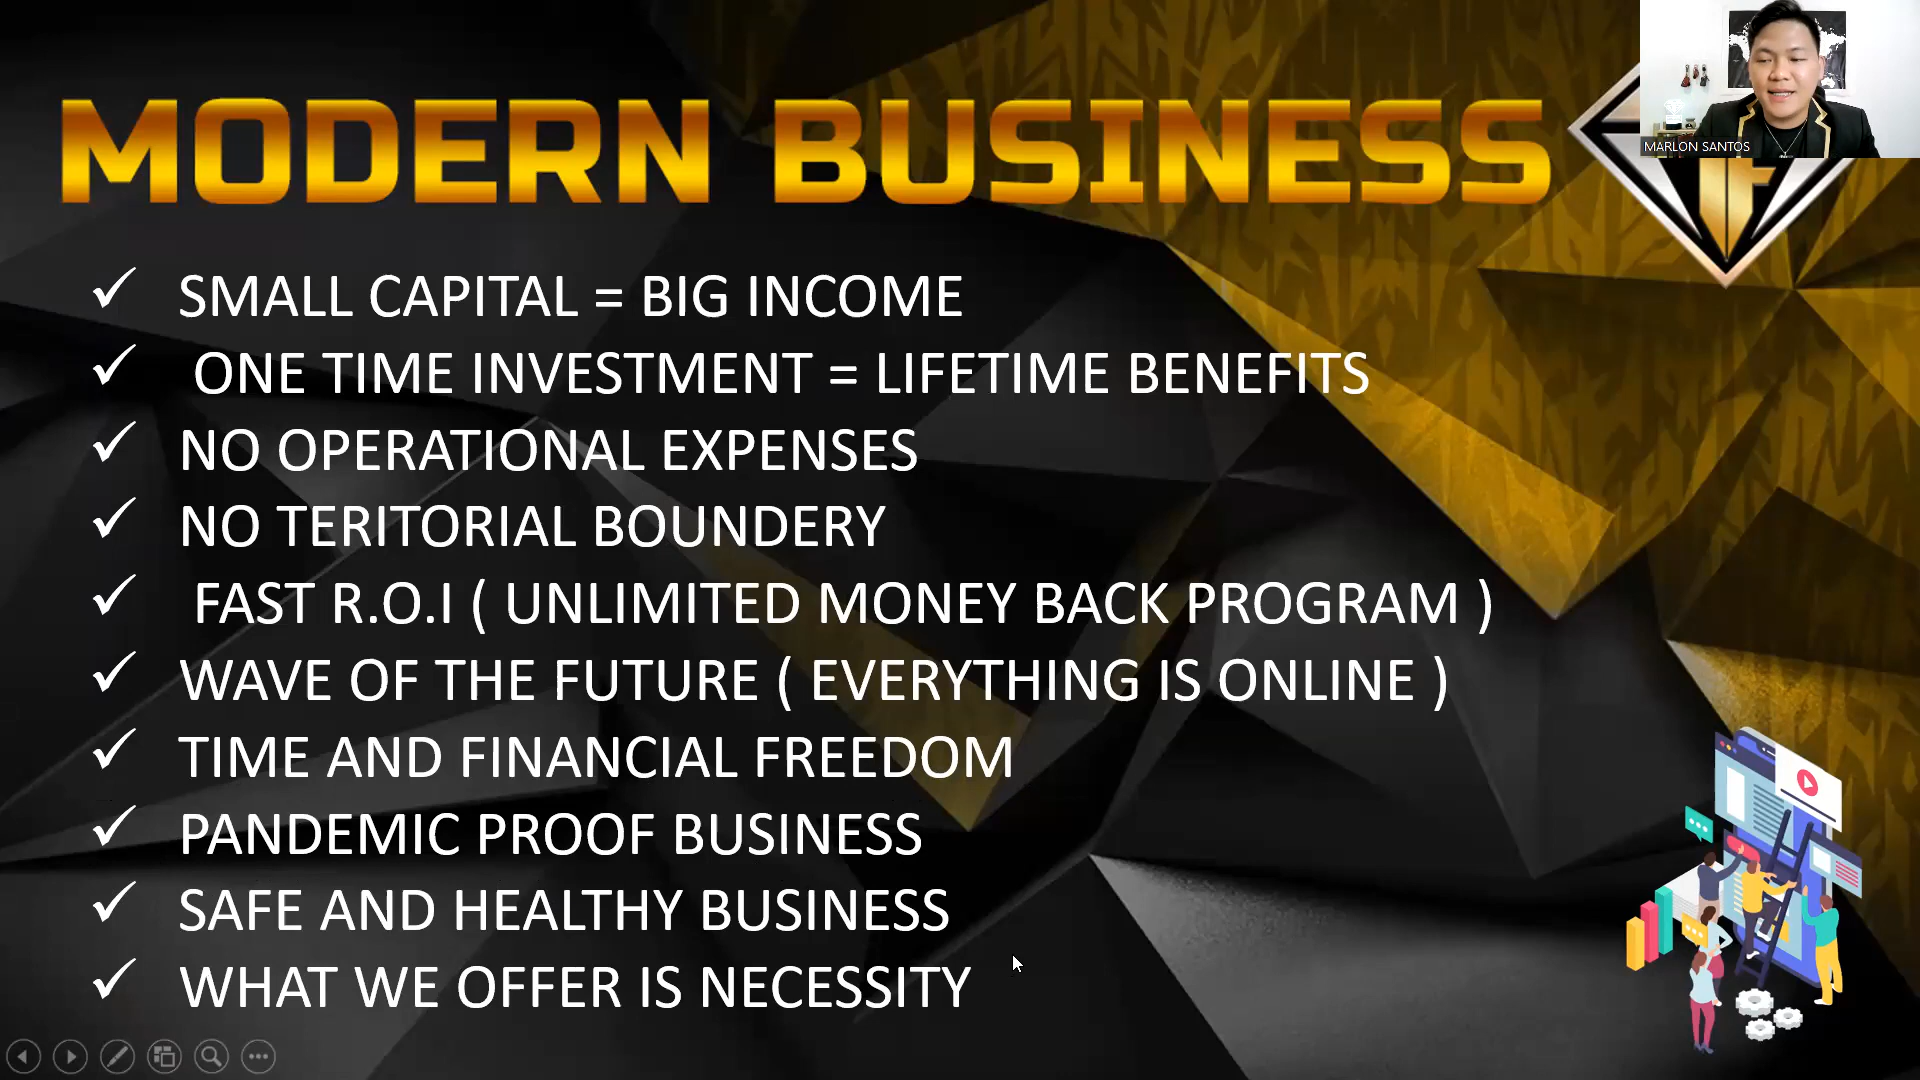 MODERN BUSINESS
MARLON SANTOS
SMALL CAPITAL = BIG INCOME
ONE TIME INVESTMENT = LIFETIME BENEFITS
NO OPERATIONAL EXPENSES
NO TERITORIAL BOUNDERY
FAST R.O.I ( UNLIMITED MONEY BACK PROGRAM )
WAVE OF THE FUTURE ( EVERYTHING IS ONLINE )
TIME AND FINANCIAL FREEDOM
PANDEMIC PROOF BUSINESS
SAFE AND HEALTHY BUSINESS
WHAT WE OFFER IS NECESSITY